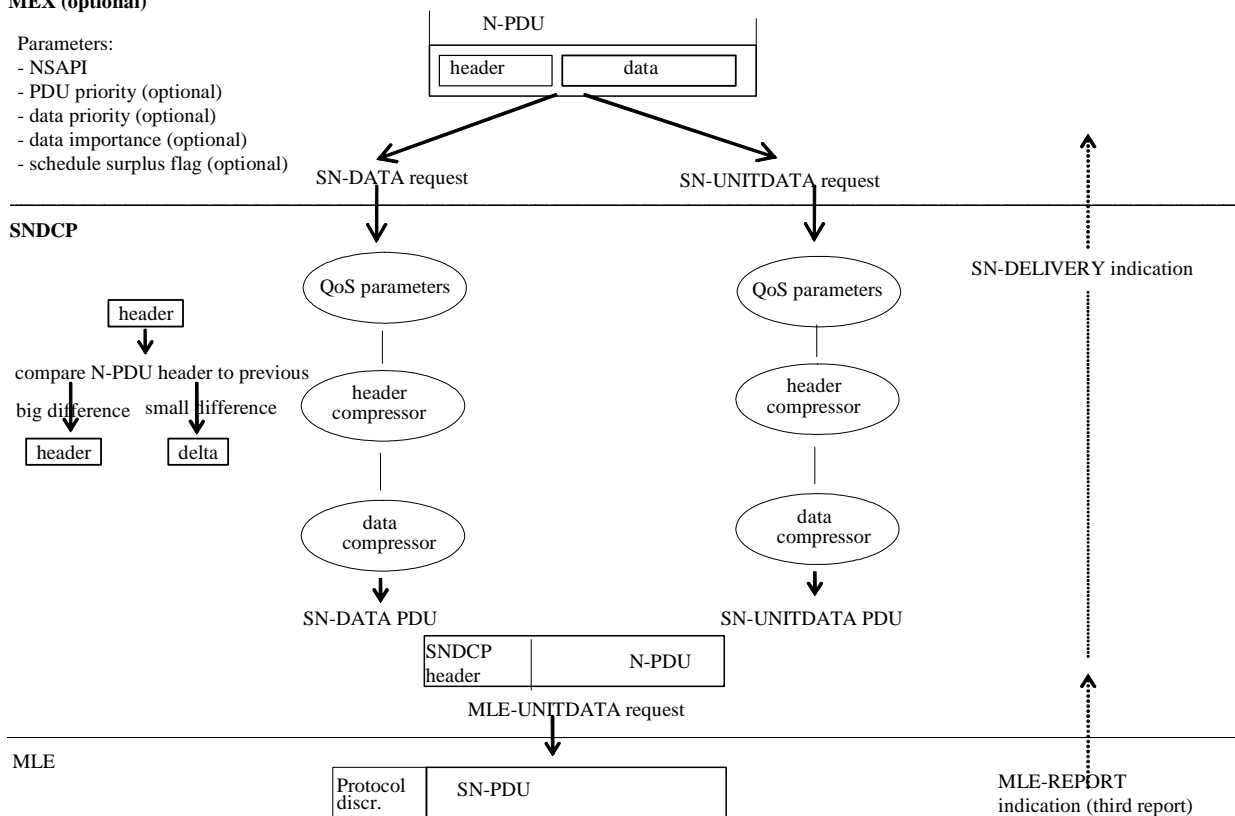 MEX (optional)
N-PDU
Parameters:
- NSAPI
- PDU priority (optional)
- data priority (optional)
- data importance (optional)
- schedule surplus flag (optional)
header
data
SN-DATA request
SN-UNITDATA request
SNDCP
QoS parameters
QoS parameters
SN-DELIVERY indication
header
compare N-PDU header to previous
big difference
small difference
header
delta
header
compressor
header
compressor
data
compressor
data
compressor
SN-DATA PDU
SN-UNITDATA PDU
SNDCP
header
N-PDU
MLE-UNITDATA request
MLE
Protocol
discr.
SN-PDU
MLE-REPORT
indication (third report)